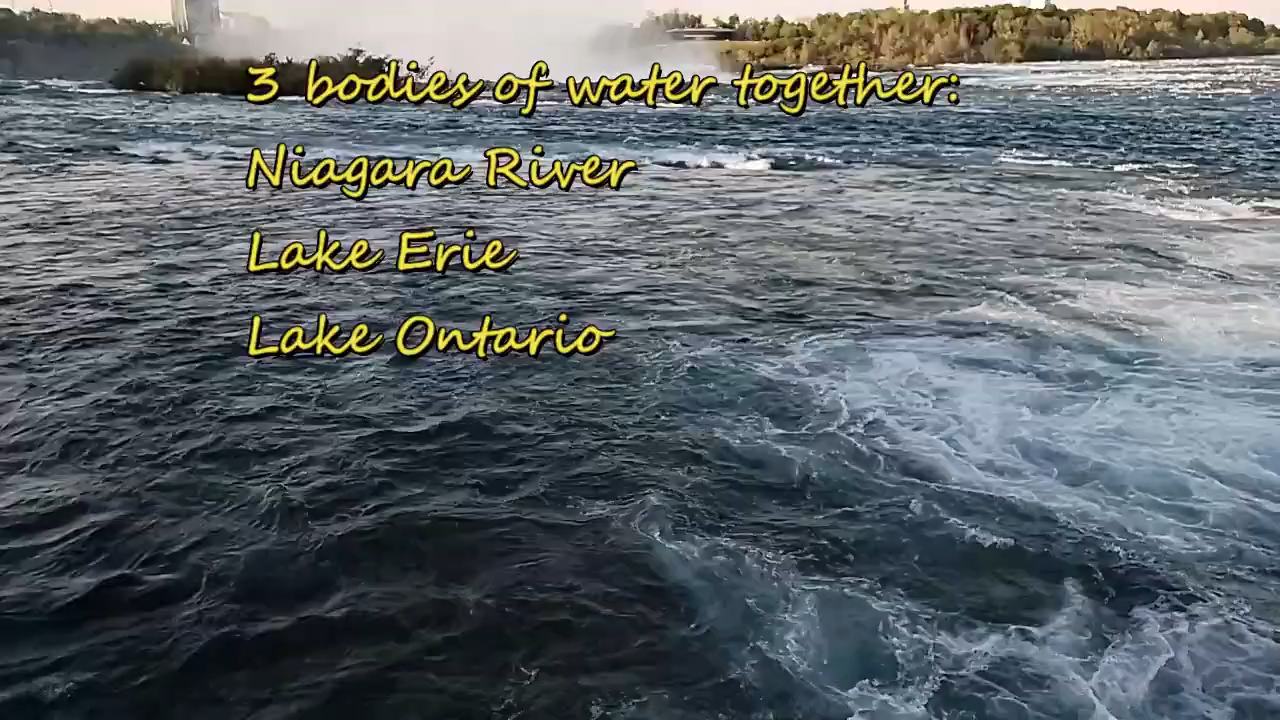 3 bodies of water together:
Niagara River
Lake Erie
Lake Ontario